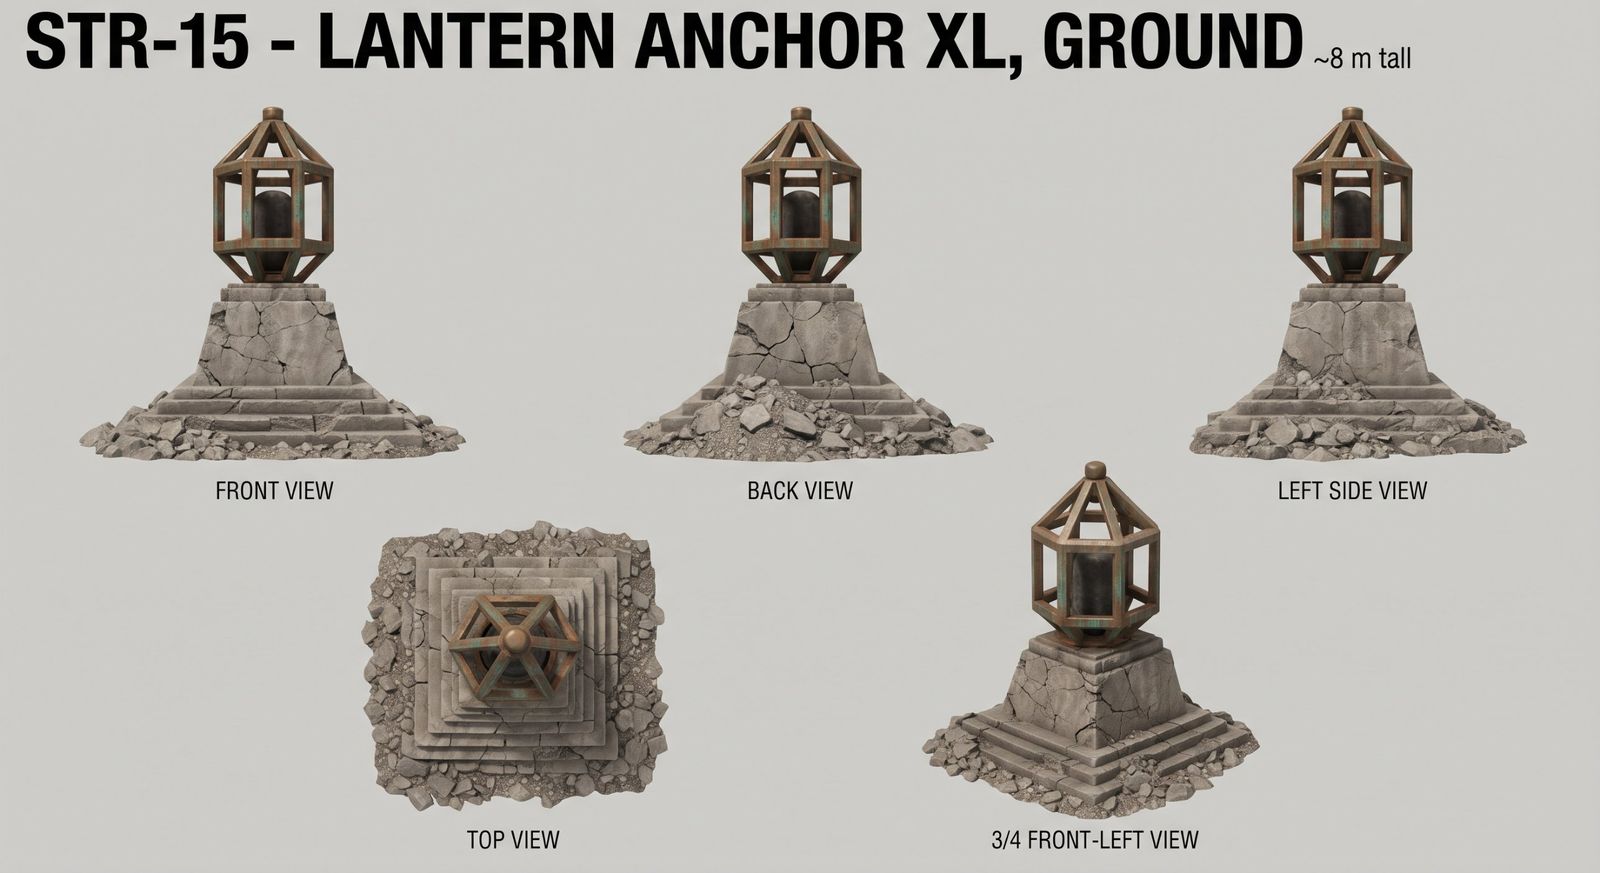 STR-15 - LANTERN ANCHOR XL, GROUND ~8 m tall
FRONT VIEW
BACK VIEW
LEFT SIDE VIEW
TOP VIEW
3/4 FRONT-LEFT VIEW